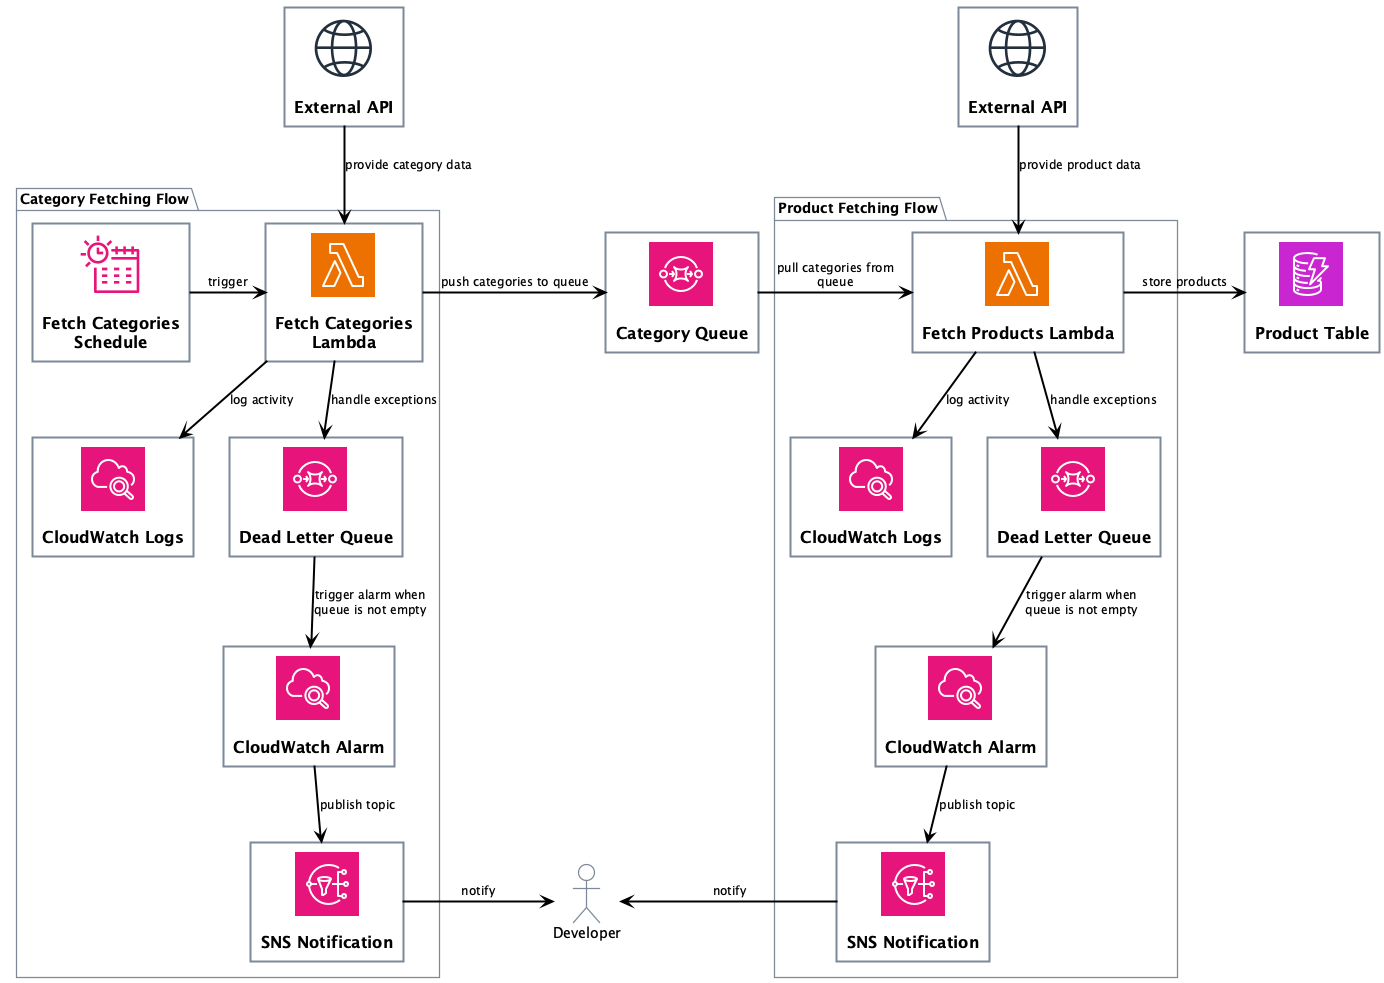 External API
External API
provide category data
provide product data
Category Fetching Flow
Product Fetching Flow
Fetch Categories
Schedule
trigger
Fetch Categories
Lambda
push categories to queue
Category Queue
pull categories from
queue
Fetch Products Lambda
store products
Product Table
log activity
handle exceptions
log activity
handle exceptions
CloudWatch Logs
Dead Letter Queue
CloudWatch Logs
Dead Letter Queue
trigger alarm when
queue is not empty
trigger alarm when
queue is not empty
CloudWatch Alarm
CloudWatch Alarm
publish topic
publish topic
SNS Notification
notify
Developer
notify
SNS Notification